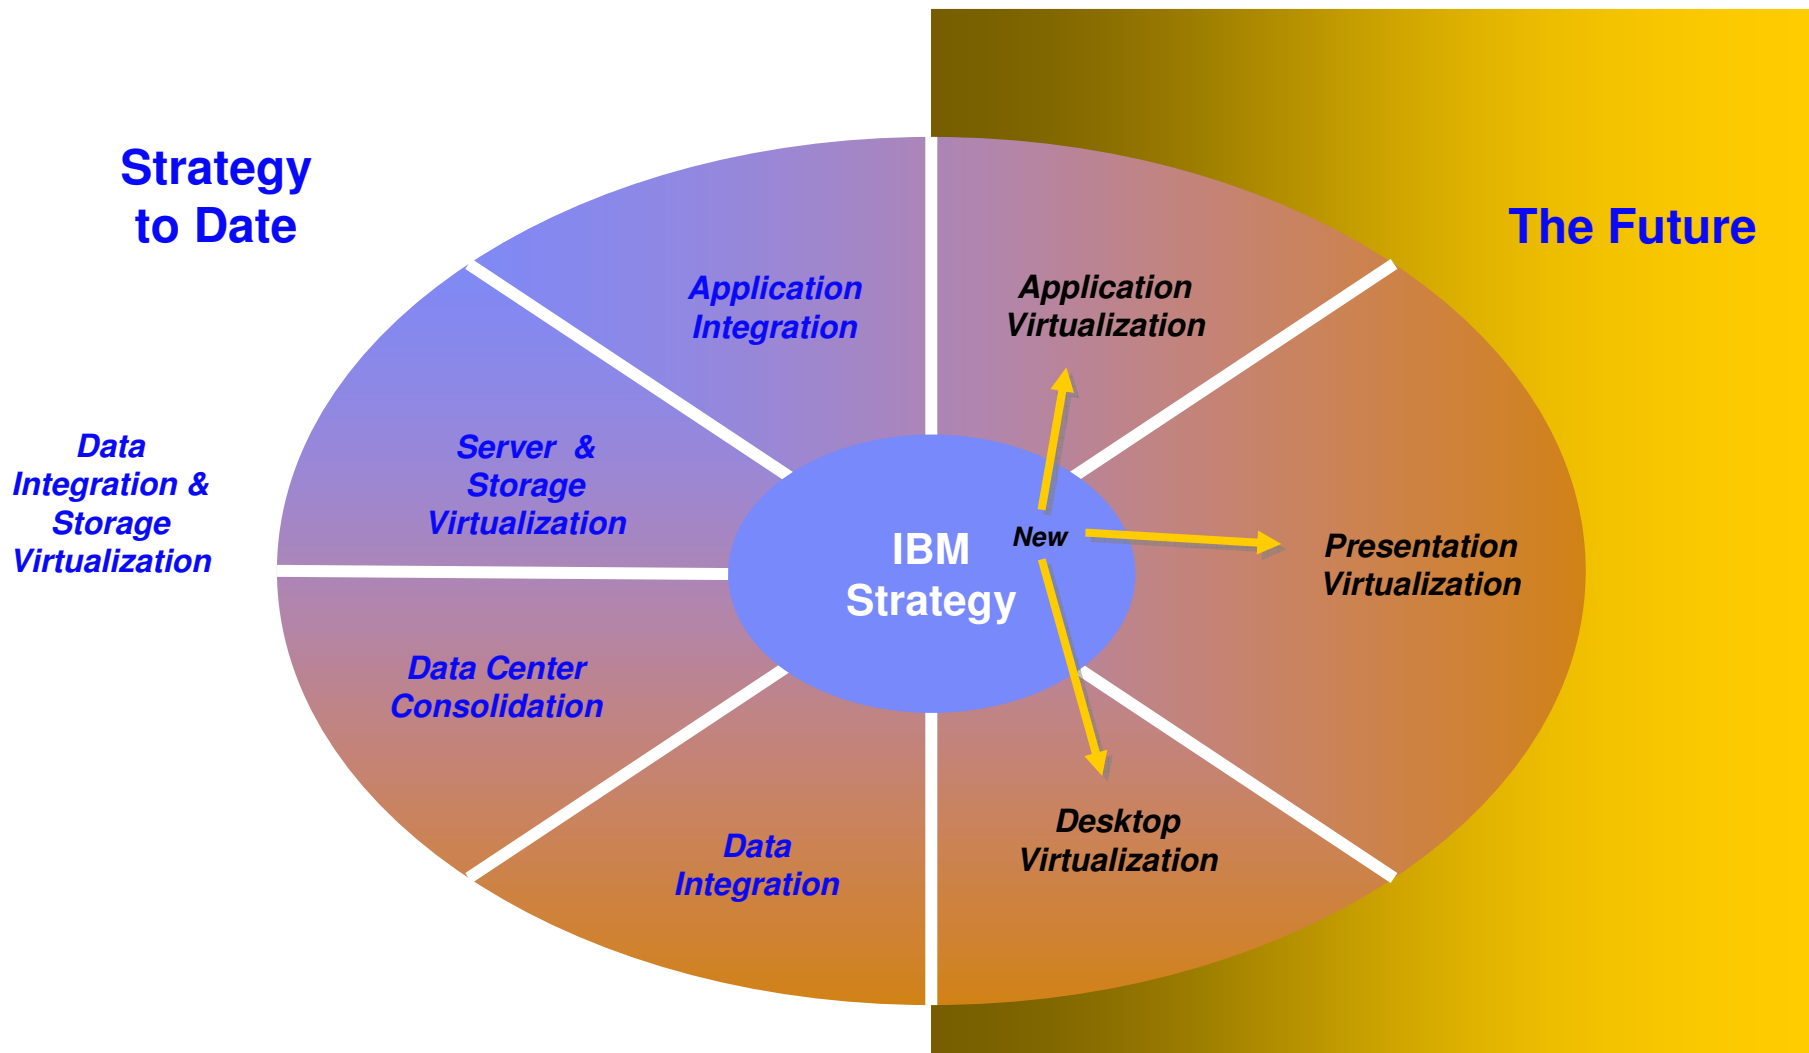 Strategy
to Date
The Future
Application
Integration
Application
Virtualization
Data
Integration &
Storage
Virtualization
Server &
Storage
Virtualization
IBM
Strategy
New
Presentation
Virtualization
Data Center
Consolidation
Data
Integration
Desktop
Virtualization